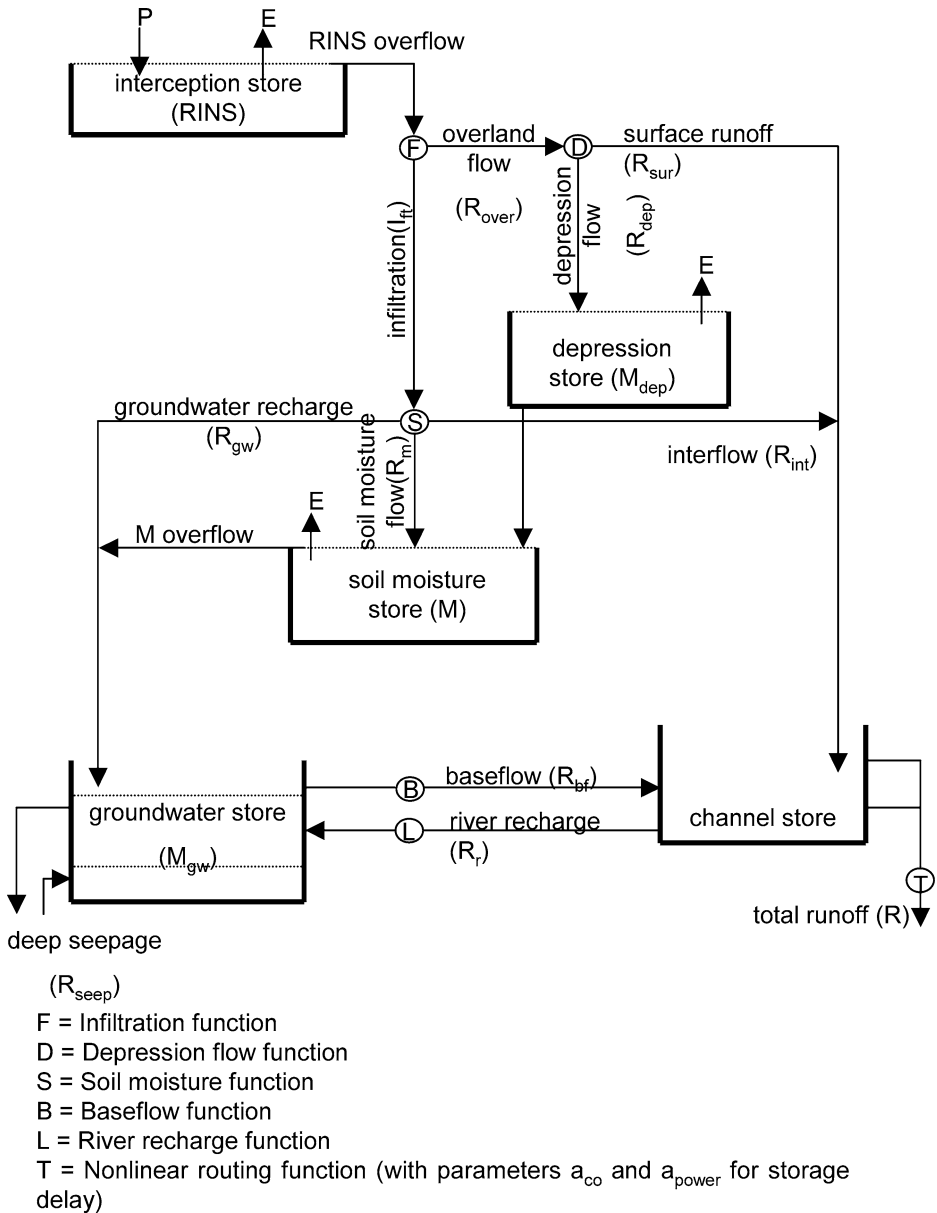 P
E
RINS overflow
interception store
(RINS)
F
overland
flow
(Rover)
D
surface runoff
(Rsur)
infiltration(Ift)
depression
flow
(Rdep)
E
depression
store (Mdep)
groundwater recharge
(Rgw)
S
interflow (Rint)
soil moisture
flow(Rm)
E
M overflow
soil moisture
store (M)
groundwater store
(Mgw)
B
baseflow (Rbf)
L
river recharge
(Rr)
channel store
T
total runoff (R)
deep seepage
(Rseep)
F = Infiltration function
D = Depression flow function
S = Soil moisture function
B = Baseflow function
L = River recharge function
T = Nonlinear routing function (with parameters aco and apower for storage
delay)